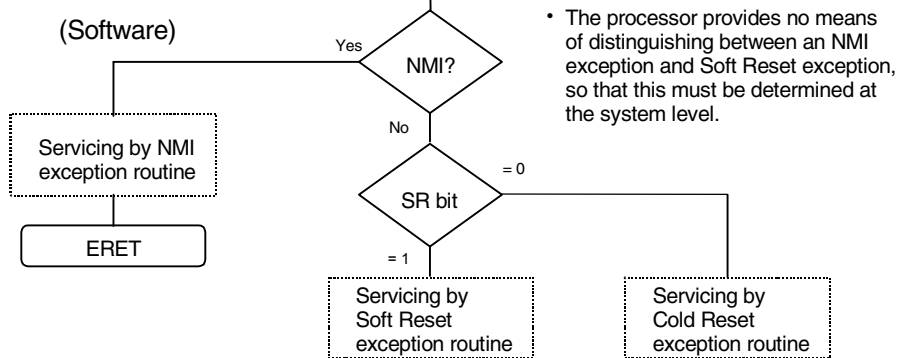 (Software)
Yes
NMI?
• The processor provides no means
of distinguishing between an NMI
exception and Soft Reset exception,
so that this must be determined at
the system level.
No
Servicing by NMI
exception routine
= 0
SR bit
ERET
= 1
Servicing by
Soft Reset
exception routine
Servicing by
Cold Reset
exception routine